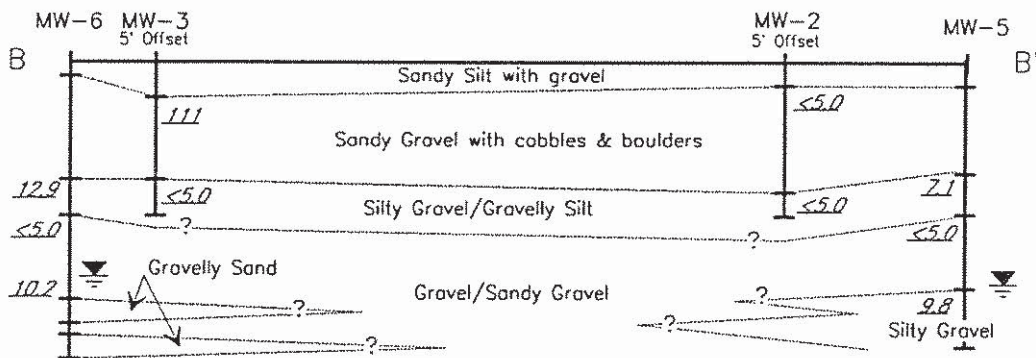 MW-6 MW-3 MW-2 MW-5
5' Offset 5' Offset
B B'
Sandy Silt with gravel
111 <5.0
Sandy Gravel with cobbles & boulders
12.9 <5.0 <5.0 7.1
Silty Gravel/Gravelly Silt
<5.0 ? ? <5.0
Gravelly Sand
10.2 Gravel/Sandy Gravel
? ? 9.8
? ? Silty Gravel